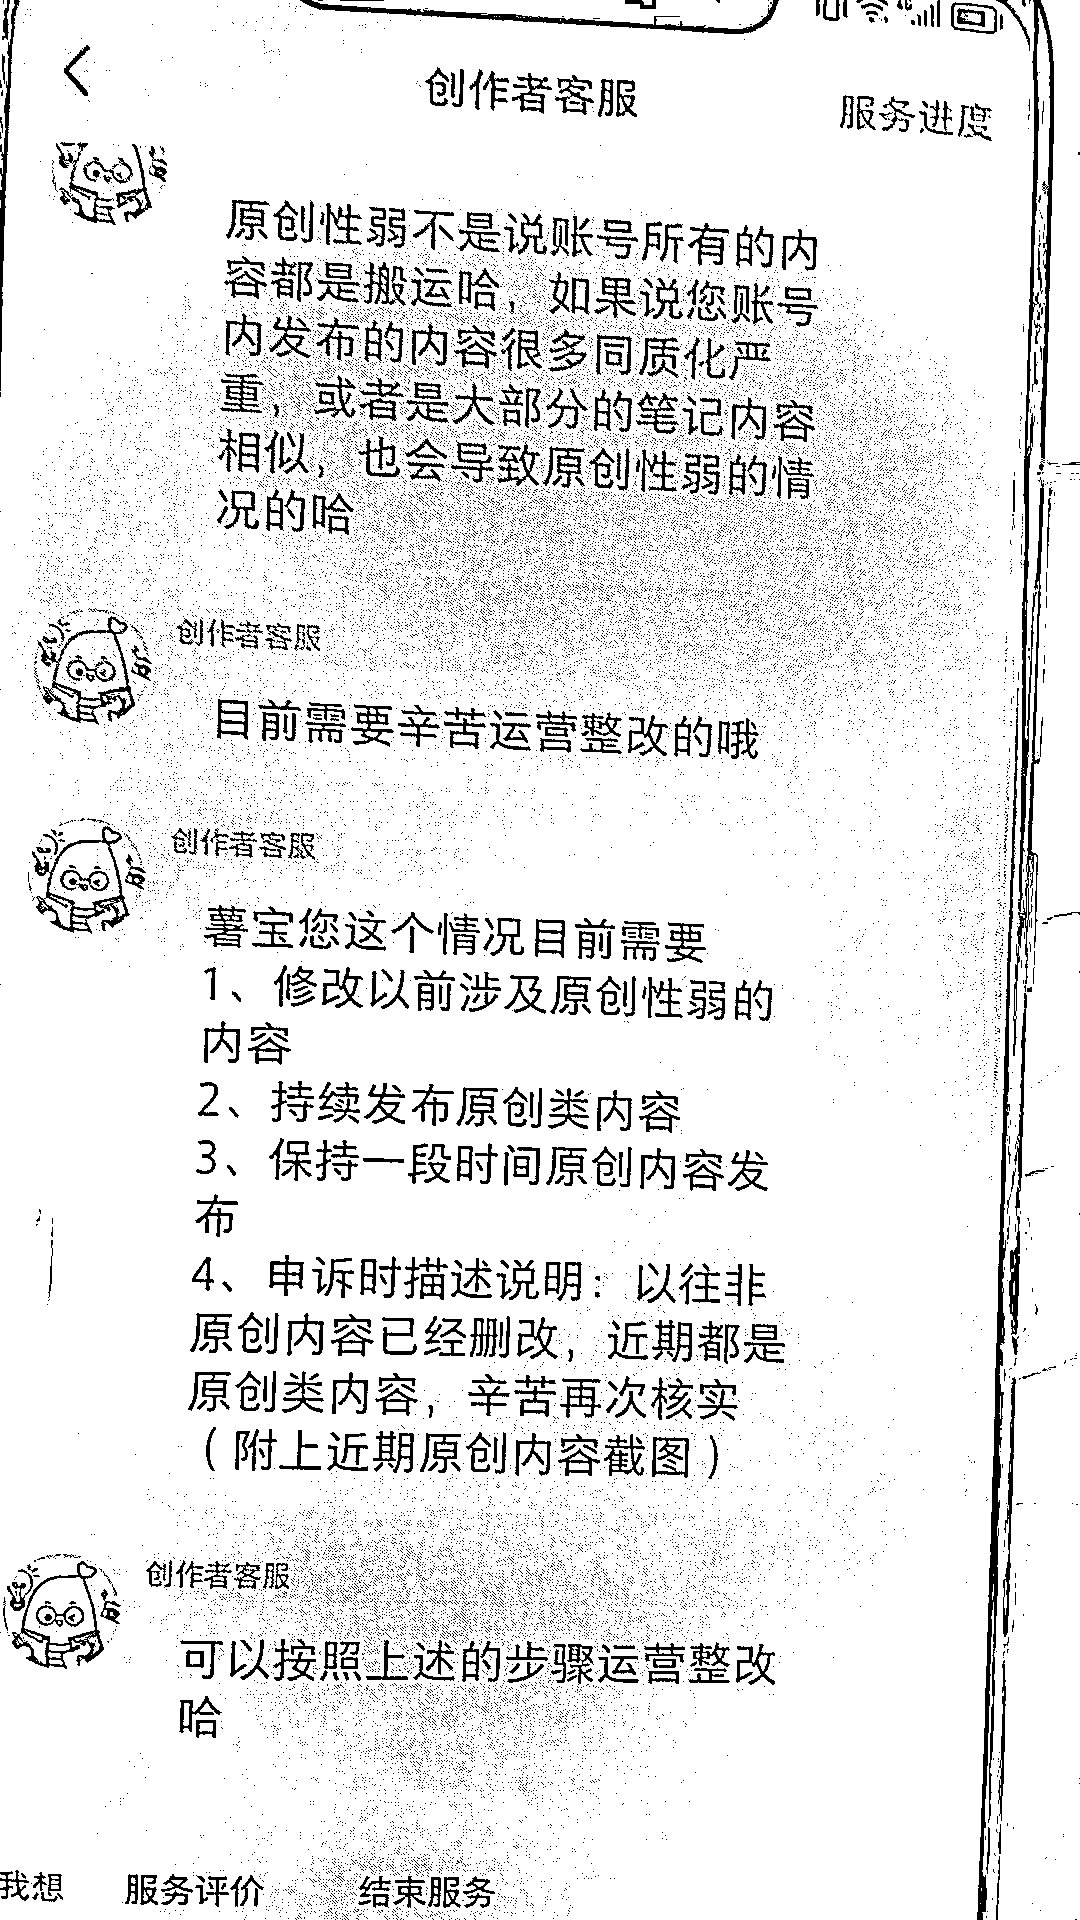 创作者客服
服务进度
原创性弱不是说账号所有的内
容都是搬运哈，如果说您账号
内发布的内容很多同质化严
重，或者是大部分的笔记内容
相似，也会导致原创性弱的情
况的哈
创作者客服
目前需要辛苦运营整改的哦
创作者客服
薯宝您这个情况目前需要
1、修改以前涉及原创性弱的
内容
2、持续发布原创类内容
3、保持一段时间原创内容发
布
4、申诉时描述说明：以往非
原创内容已经删改，近期都是
原创类内容，辛苦再次核实
（附上近期原创内容截图）
创作者客服
可以按照上述的步骤运营整改
哈
我想 服务评价 结束服务